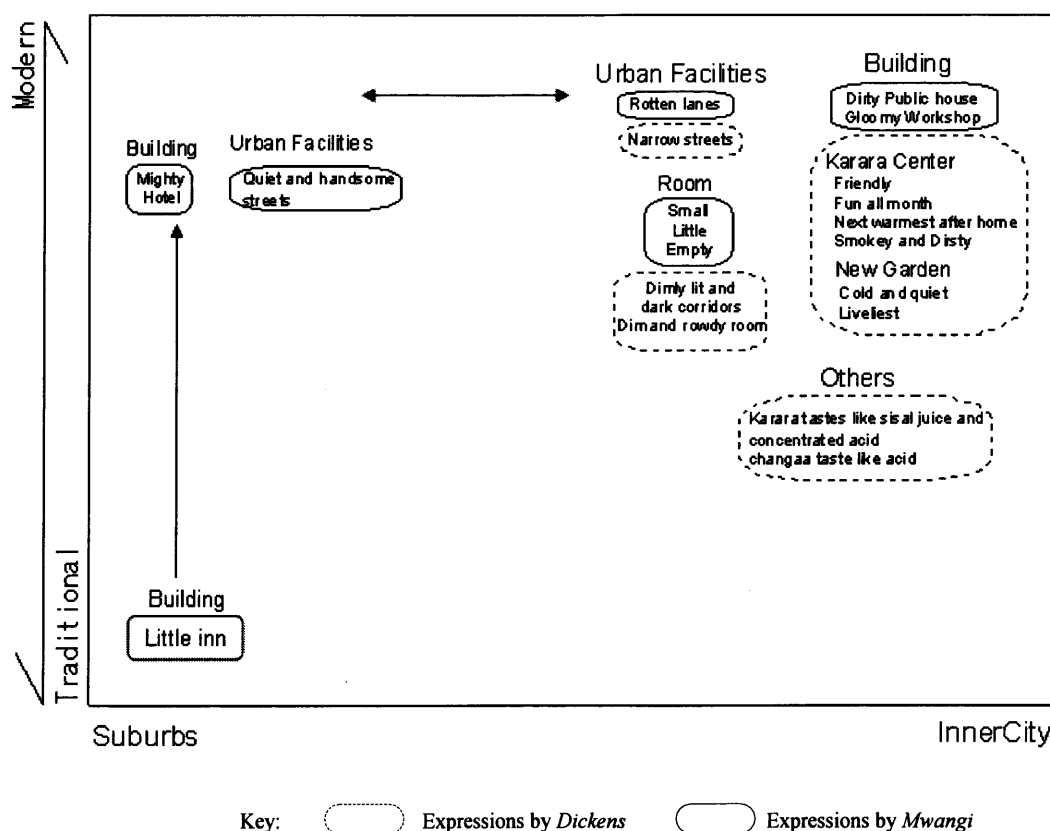 Modern
Traditional
Building
Mighty
Hotel
Urban Facilities
Quiet and handsome
streets
Building
Little inn
Urban Facilities
Rotten lanes
Narrow streets
Room
Small
Little
Empty
Dimly lit and
dark corridors
Dim and rowdy room
Building
Dirty Public house
Gloomy Workshop
Karara Center
Friendly
Fun all month
Next warmest after home
Smokey and Disty
New Garden
Cold and quiet
Liveliest
Others
Karara tastes like sisal juice and
concentrated acid
changaa taste like acid
Suburbs
InnerCity
Key: Expressions by Dickens Expressions by Mwangi